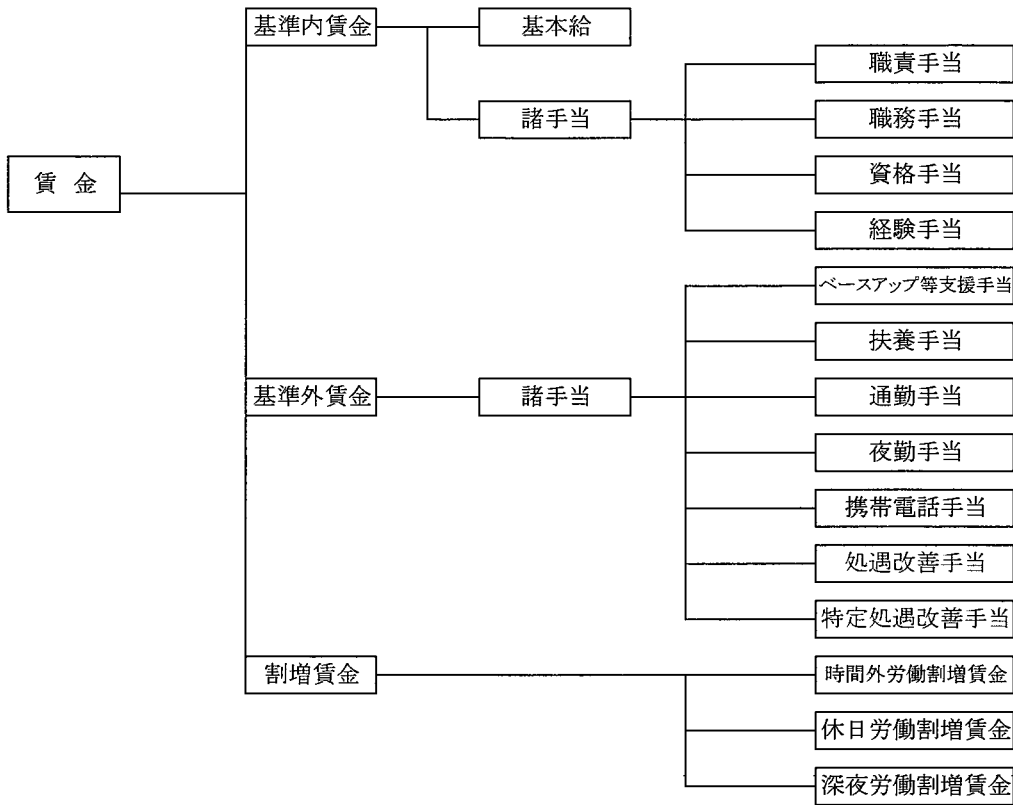 基準内賃金
基本給
職責手当
諸手当
職務手当
賃金
資格手当
経験手当
ベースアップ等支援手当
扶養手当
基準外賃金
諸手当
通勤手当
夜勤手当
携帯電話手当
処遇改善手当
特定処遇改善手当
割増賃金
時間外労働割増賃金
休日労働割増賃金
深夜労働割増賃金